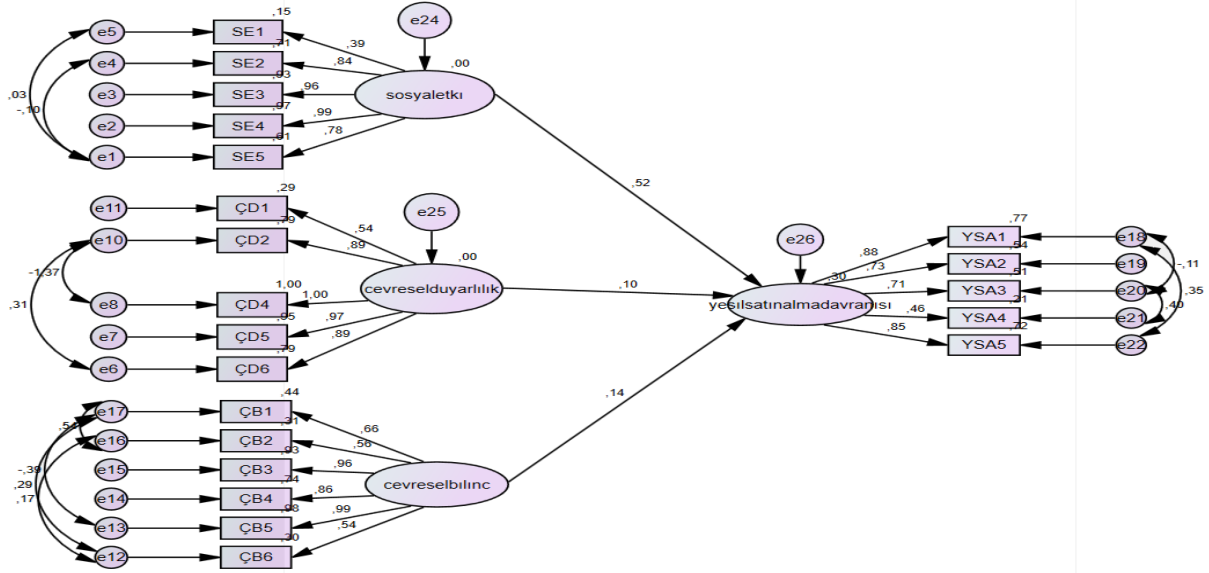 e24
e5
SE1
,15
,39
e4
SE2
,71
,84
,00
e3
SE3
,93
,96
sosyaletkı
e2
SE4
,97
,99
e1
SE5
,61
,78
,03
-,10
,52
e11
ÇD1
,29
,54
e25
e10
ÇD2
,79
,89
,00
-1,37
,31
e8
ÇD4
1,00
1,00
cevreselduyarlılık
,10
e7
ÇD5
,95
,97
e6
ÇD6
,79
,89
e26
,30
yesılsatınalmadavranısı
,77
,88
YSA1
e18
,54
,73
YSA2
e19
-,11
,51
,71
YSA3
e20
,35
,21
,46
YSA4
e21
,40
,72
,85
YSA5
e22
,14
e17
ÇB1
,44
,66
,54
e16
ÇB2
,31
,56
e15
ÇB3
,93
,96
-,39
,29
,17
e14
ÇB4
,74
,86
cevreselbılınc
e13
ÇB5
,98
,99
e12
ÇB6
,30
,54